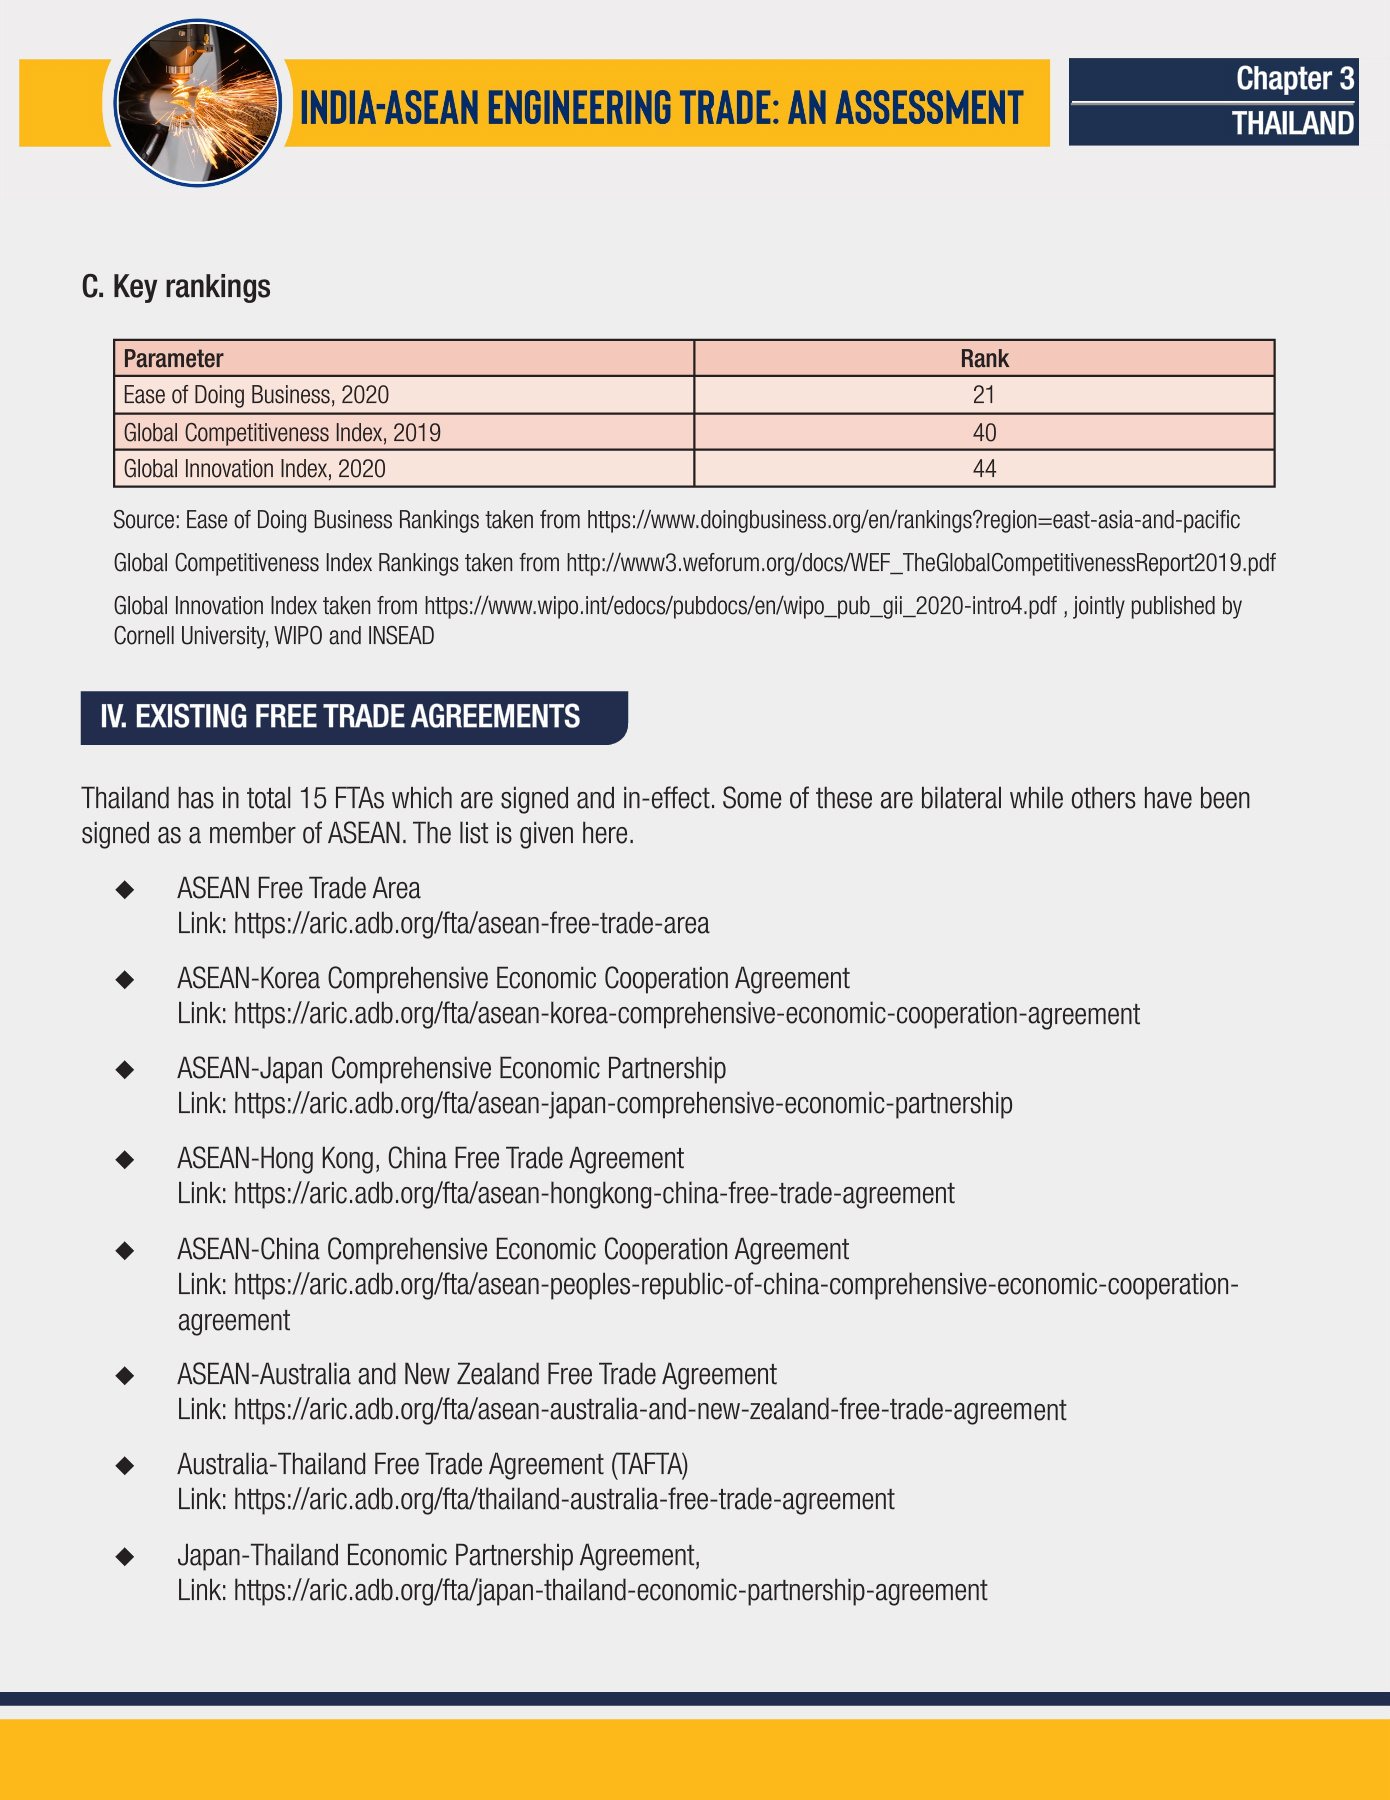 INDIA-ASEAN ENGINEERING TRADE: AN ASSESSMENT
Chapter 3
THAILAND
C. Key rankings
Parameter Rank
Ease of Doing Business, 2020 21
Global Competitiveness Index, 2019 40
Global Innovation Index, 2020 44
Source: Ease of Doing Business Rankings taken from https://www.doingbusiness.org/en/rankings?region=east-asia-and-pacific
Global Competitiveness Index Rankings taken from http://www3.weforum.org/docs/WEF_TheGlobalCompetitivenessReport2019.pdf
Global Innovation Index taken from https://www.wipo.int/edocs/pubdocs/en/wipo_pub_gii_2020-intro4.pdf , jointly published by
Cornell University, WIPO and INSEAD
IV. EXISTING FREE TRADE AGREEMENTS
Thailand has in total 15 FTAs which are signed and in-effect. Some of these are bilateral while others have been
signed as a member of ASEAN. The list is given here.
◆ ASEAN Free Trade Area
Link: https://aric.adb.org/fta/asean-free-trade-area
◆ ASEAN-Korea Comprehensive Economic Cooperation Agreement
Link: https://aric.adb.org/fta/asean-korea-comprehensive-economic-cooperation-agreement
◆ ASEAN-Japan Comprehensive Economic Partnership
Link: https://aric.adb.org/fta/asean-japan-comprehensive-economic-partnership
◆ ASEAN-Hong Kong, China Free Trade Agreement
Link: https://aric.adb.org/fta/asean-hongkong-china-free-trade-agreement
◆ ASEAN-China Comprehensive Economic Cooperation Agreement
Link: https://aric.adb.org/fta/asean-peoples-republic-of-china-comprehensive-economic-cooperation-
agreement
◆ ASEAN-Australia and New Zealand Free Trade Agreement
Link: https://aric.adb.org/fta/asean-australia-and-new-zealand-free-trade-agreement
◆ Australia-Thailand Free Trade Agreement (TAFTA)
Link: https://aric.adb.org/fta/thailand-australia-free-trade-agreement
◆ Japan-Thailand Economic Partnership Agreement,
Link: https://aric.adb.org/fta/japan-thailand-economic-partnership-agreement